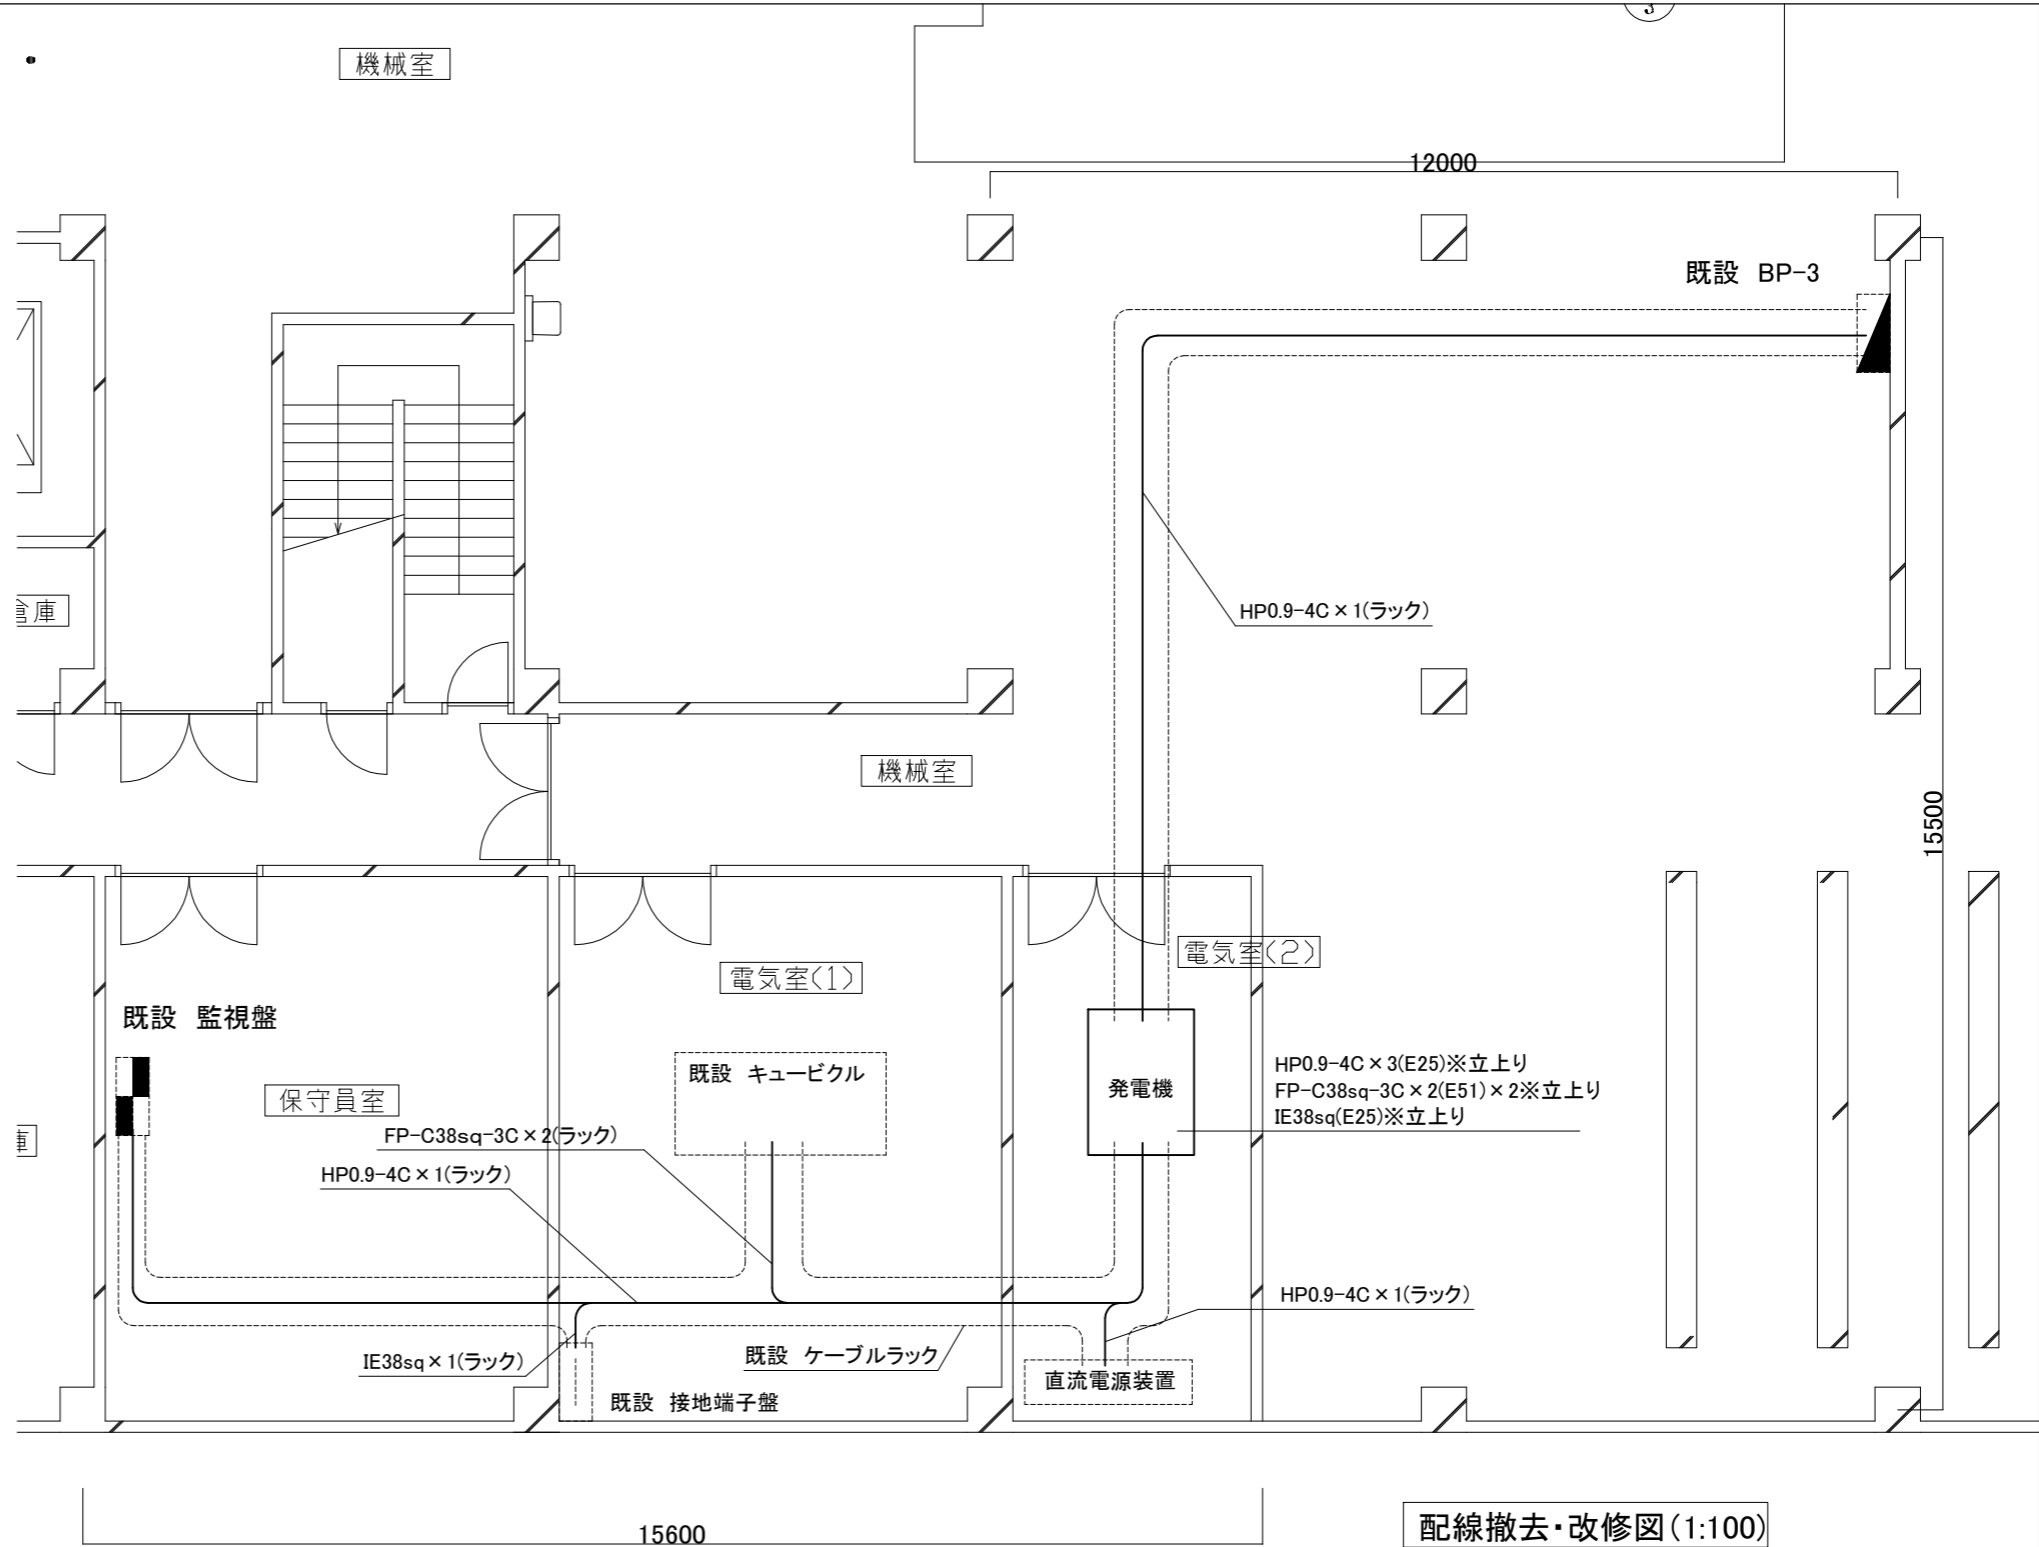 3
機械室
12000
既設 BP-3
HP0.9-4C×1(ラック)
倉庫
機械室
15500
電気室(2)
電気室(1)
既設 監視盤
既設 キュービクル
発電機
HP0.9-4C×3(E25)※立上り
FP-C38sq-3C×2(E51)×2※立上り
IE38sq(E25)※立上り
保守員室
庫
FP-C38sq-3C×2(ラック)
HP0.9-4C×1(ラック)
HP0.9-4C×1(ラック)
IE38sq×1(ラック)
既設 ケーブルラック
直流電源装置
既設 接地端子盤
15600
配線撤去・改修図(1:100)